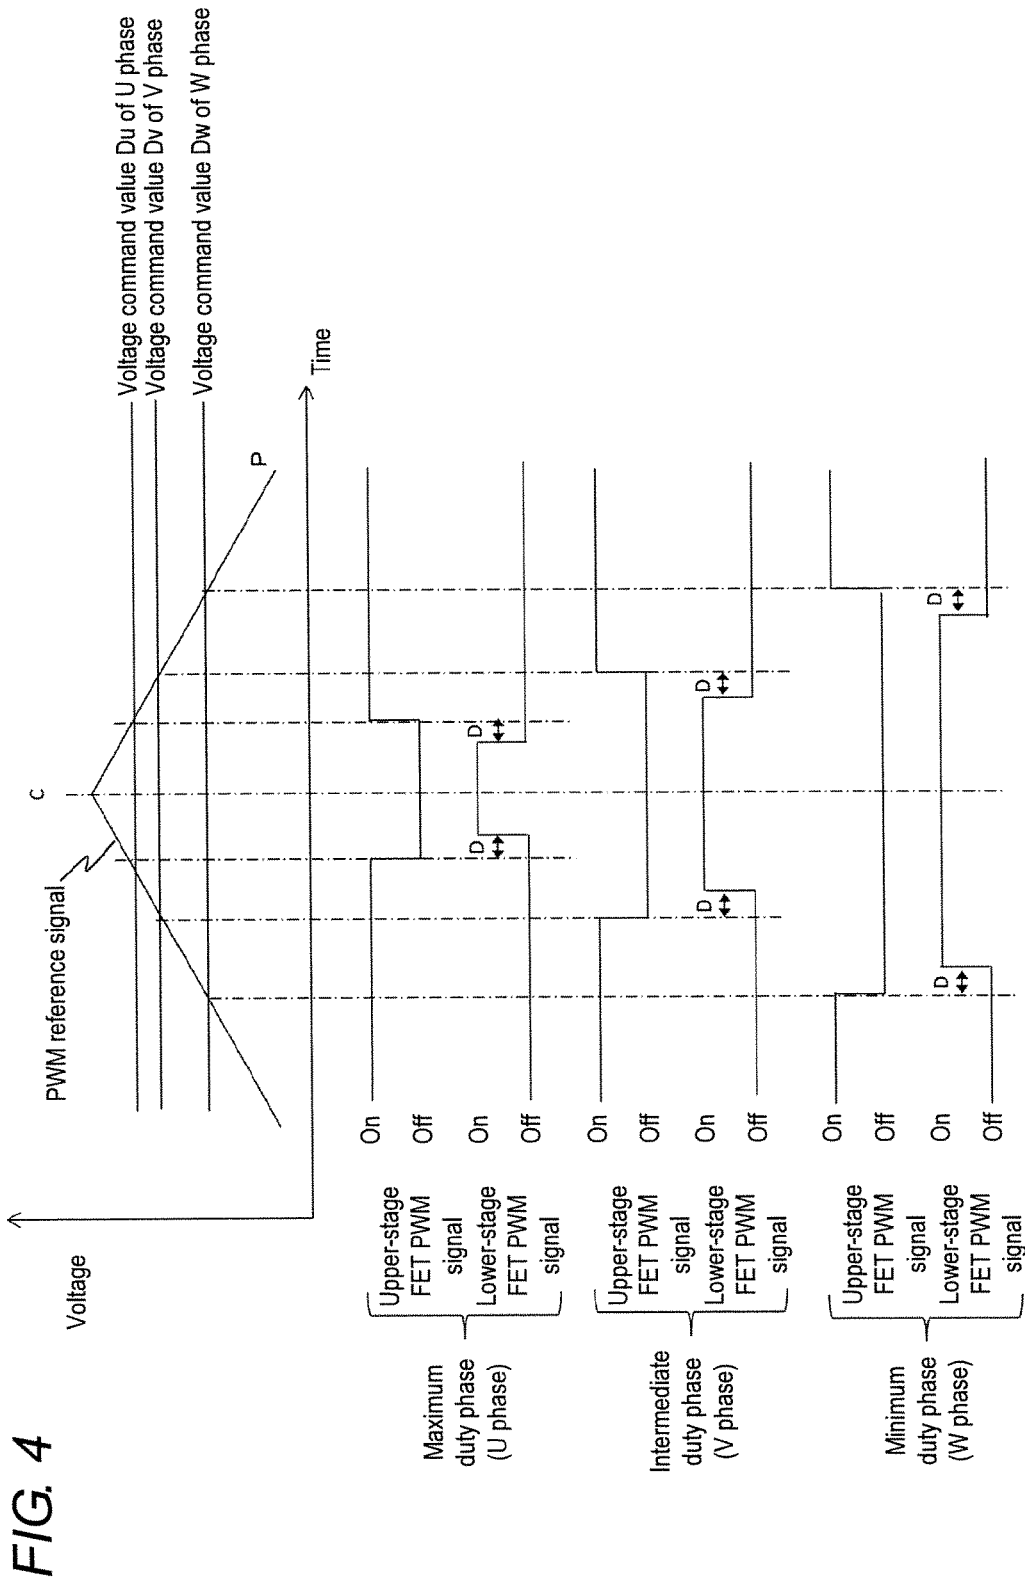 FIG. 4
Voltage
PWM reference signal
C
P
Voltage command value Du of U phase
Voltage command value Dv of V phase
Voltage command value Dw of W phase
Time
Maximum
duty phase
(U phase)
Upper-stage
FET PWM
signal
On
Off
Lower-stage
FET PWM
signal
On
Off
D
D
Intermediate
duty phase
(V phase)
Upper-stage
FET PWM
signal
On
Off
Lower-stage
FET PWM
signal
On
Off
D
D
Minimum
duty phase
(W phase)
Upper-stage
FET PWM
signal
On
Off
Lower-stage
FET PWM
signal
On
Off
D
D